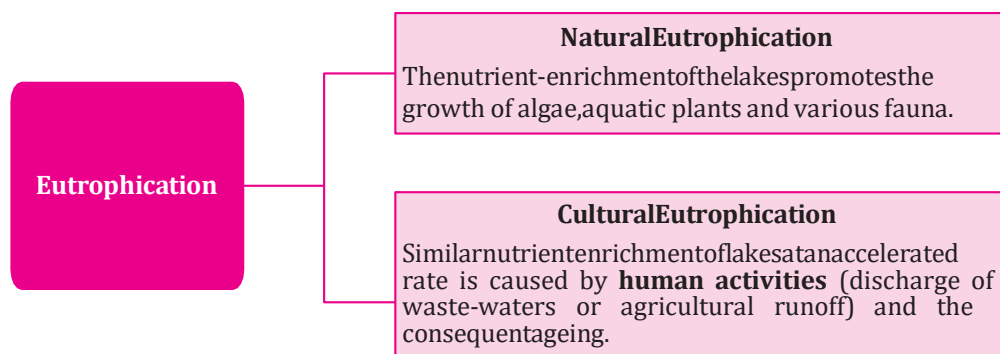 Eutrophication
NaturalEutrophication
Thenutrient-enrichmentofthelakespromotesthe
growth of algae,aquatic plants and various fauna.
CulturalEutrophication
Similarnutrientenrichmentoflakesatanaccelerated
rate is caused by human activities (discharge of
waste-waters or agricultural runoff) and the
consequentageing.